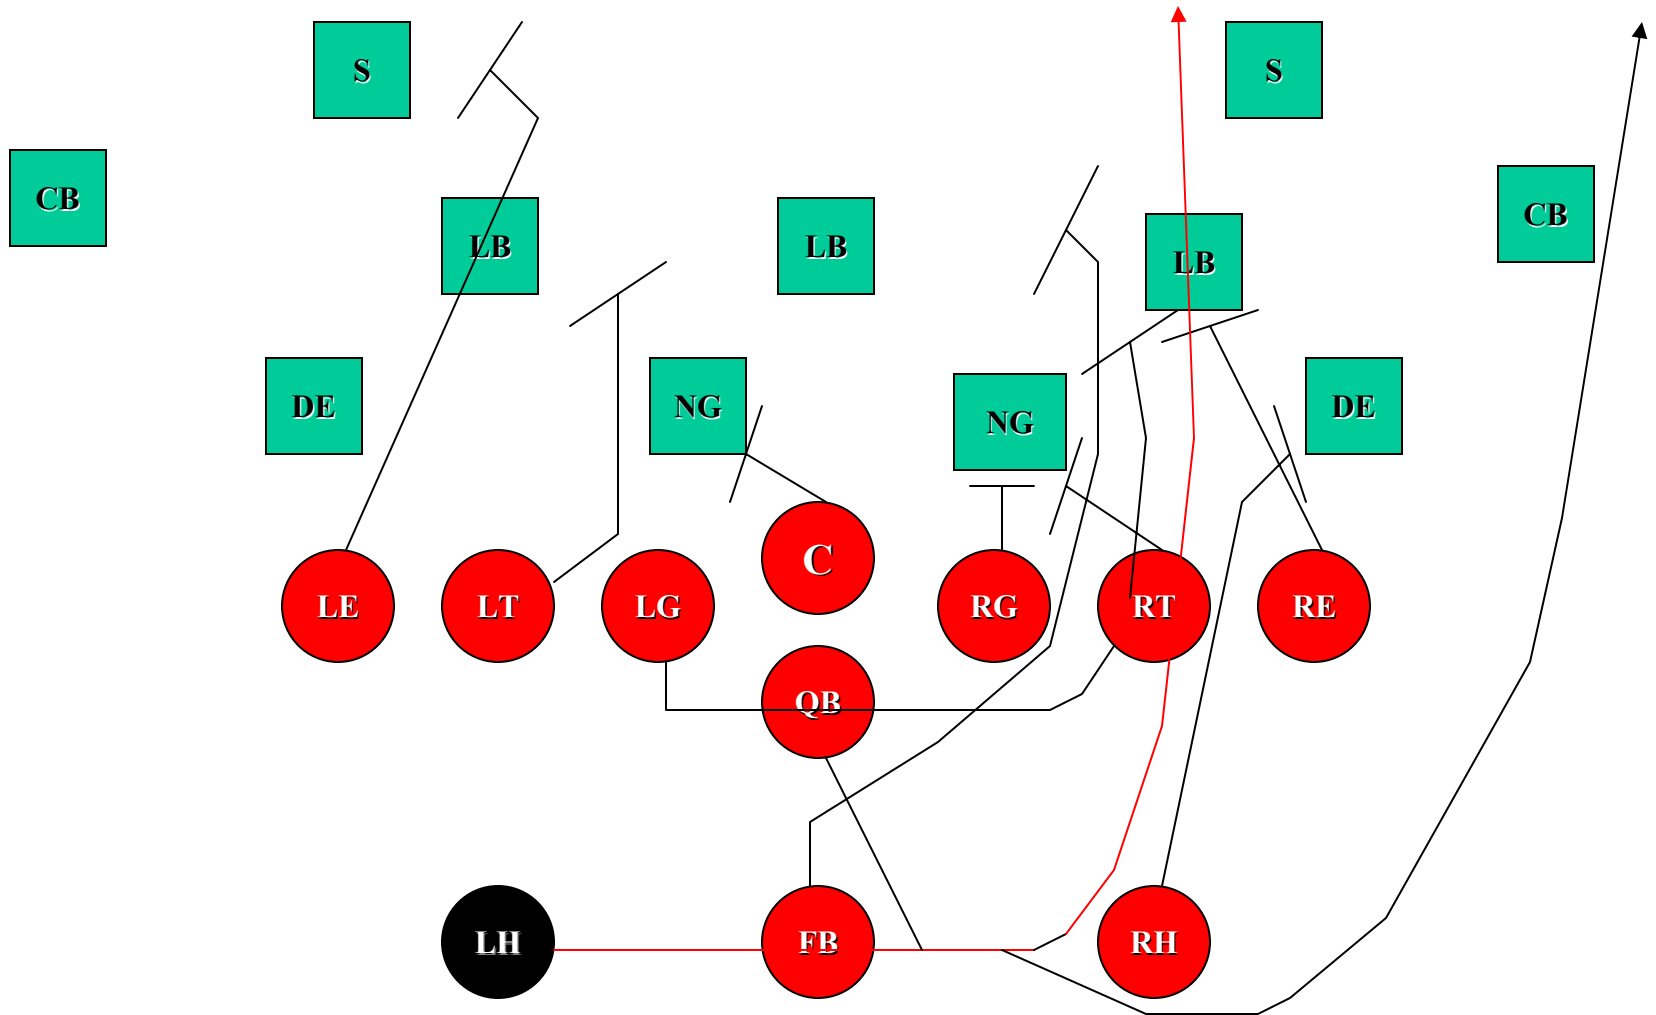 S
S
CB
CB
LB
LB
LB
DE
NG
NG
DE
C
LE
LT
LG
RG
RT
RE
QB
LH
FB
RH